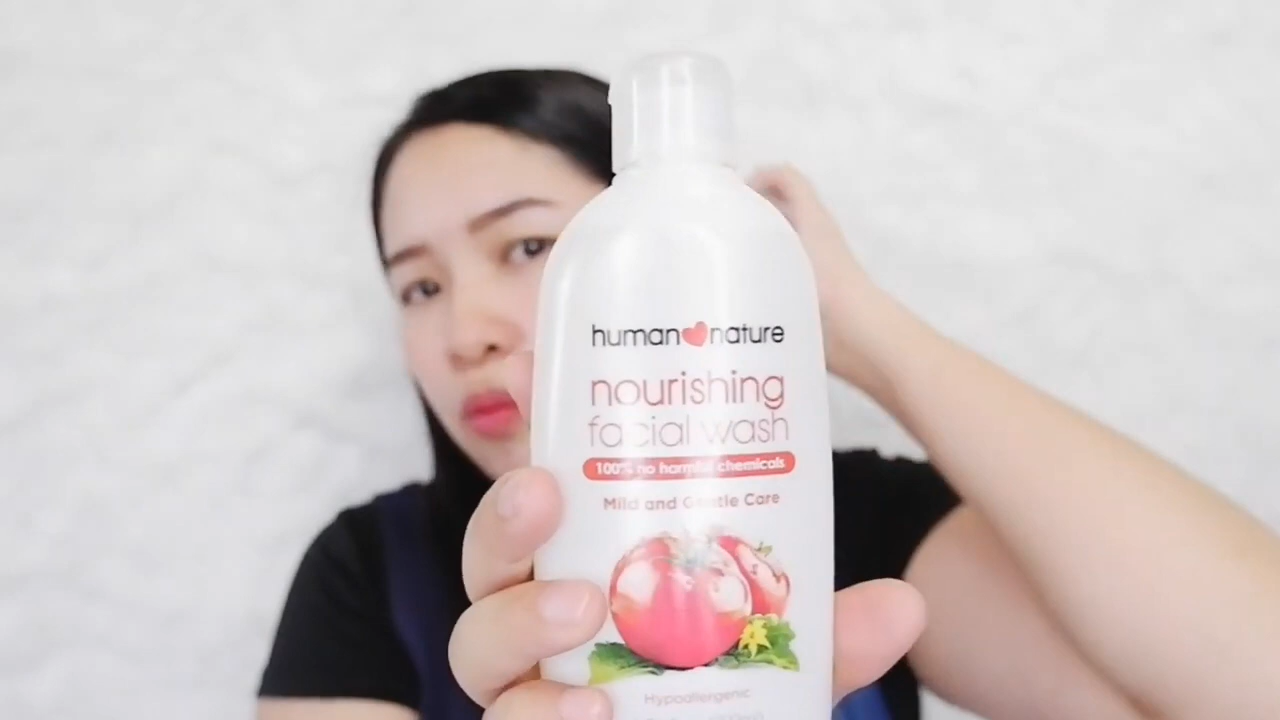 human nature
nourishing
facial wash
100% no harmful chemicals
Mild and Gentle Care
Hypoallergenic